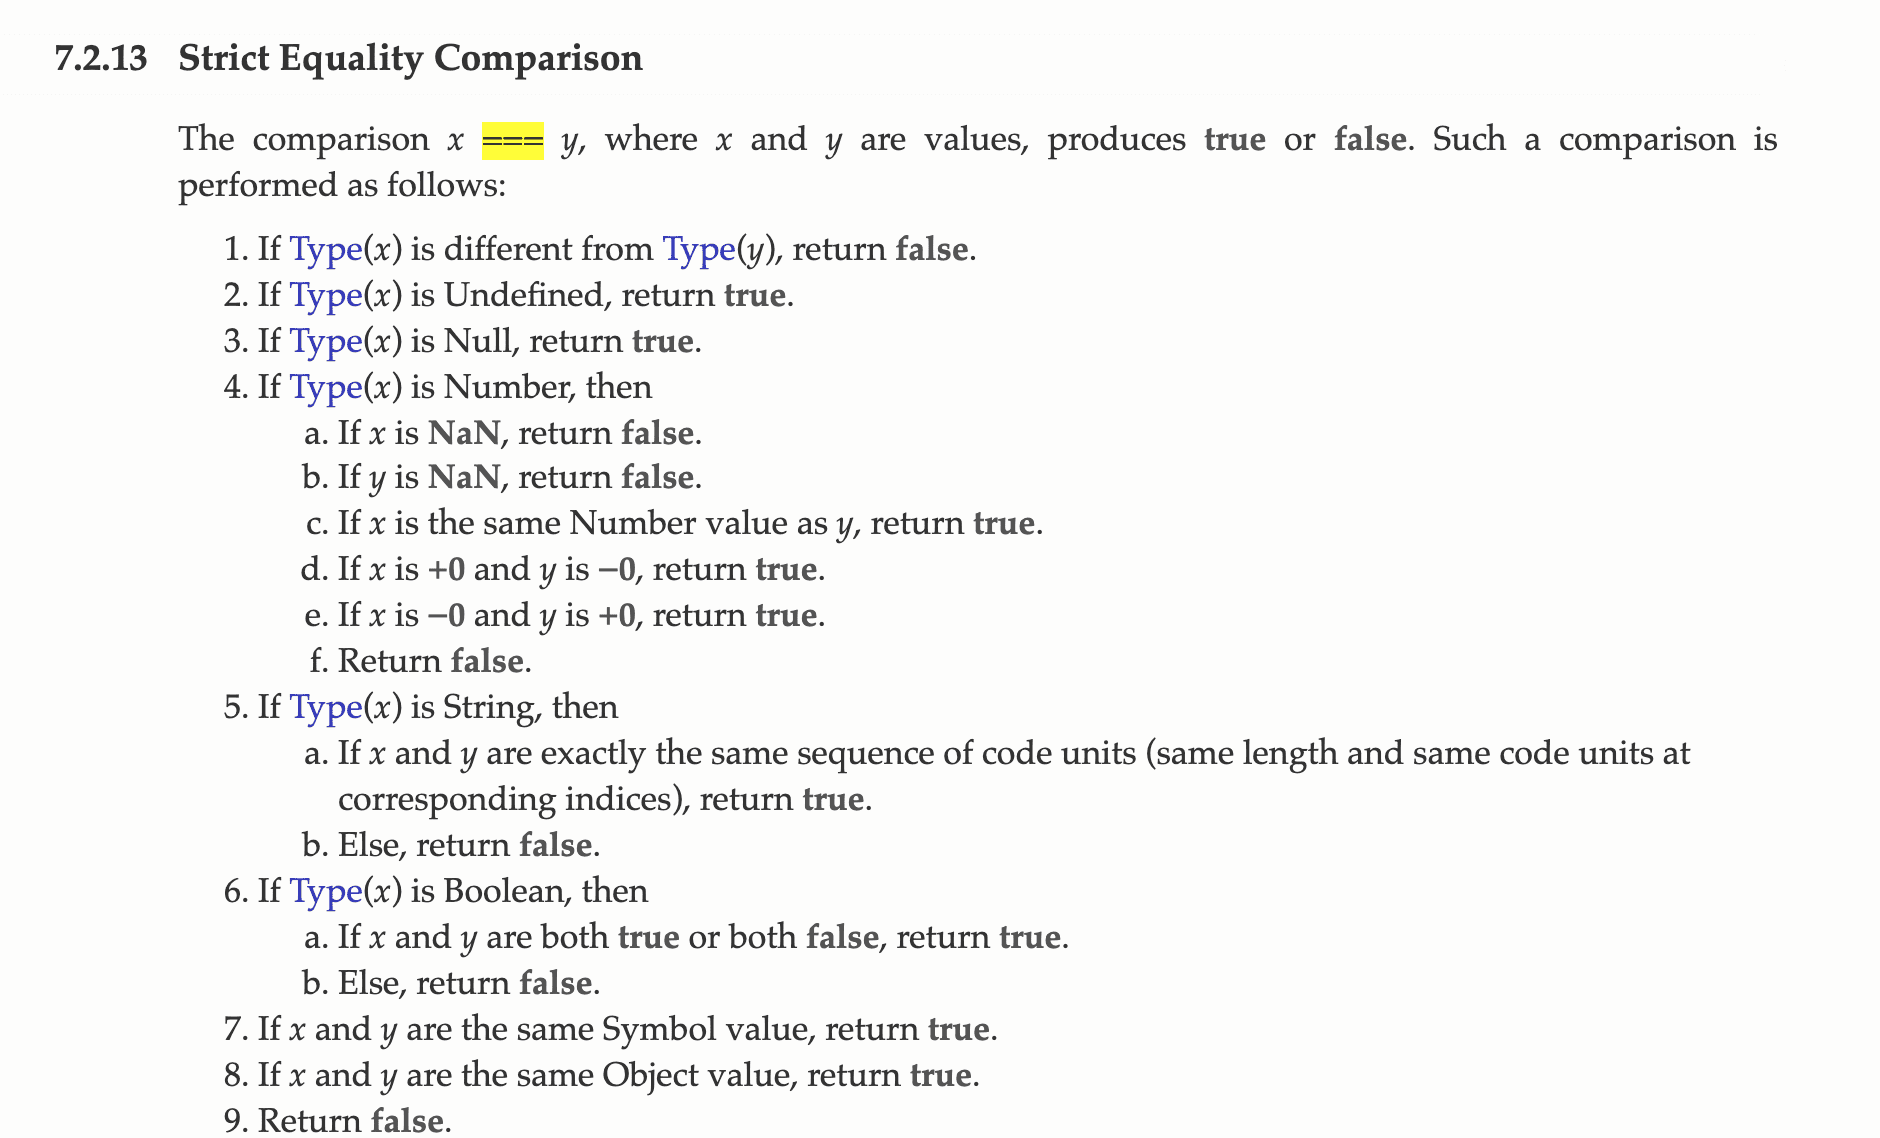 7.2.13 Strict Equality Comparison
The comparison x === y, where x and y are values, produces true or false. Such a comparison is
performed as follows:
1. If Type(x) is different from Type(y), return false.
2. If Type(x) is Undefined, return true.
3. If Type(x) is Null, return true.
4. If Type(x) is Number, then
a. If x is NaN, return false.
b. If y is NaN, return false.
c. If x is the same Number value as y, return true.
d. If x is +0 and y is −0, return true.
e. If x is −0 and y is +0, return true.
f. Return false.
5. If Type(x) is String, then
a. If x and y are exactly the same sequence of code units (same length and same code units at
corresponding indices), return true.
b. Else, return false.
6. If Type(x) is Boolean, then
a. If x and y are both true or both false, return true.
b. Else, return false.
7. If x and y are the same Symbol value, return true.
8. If x and y are the same Object value, return true.
9. Return false.